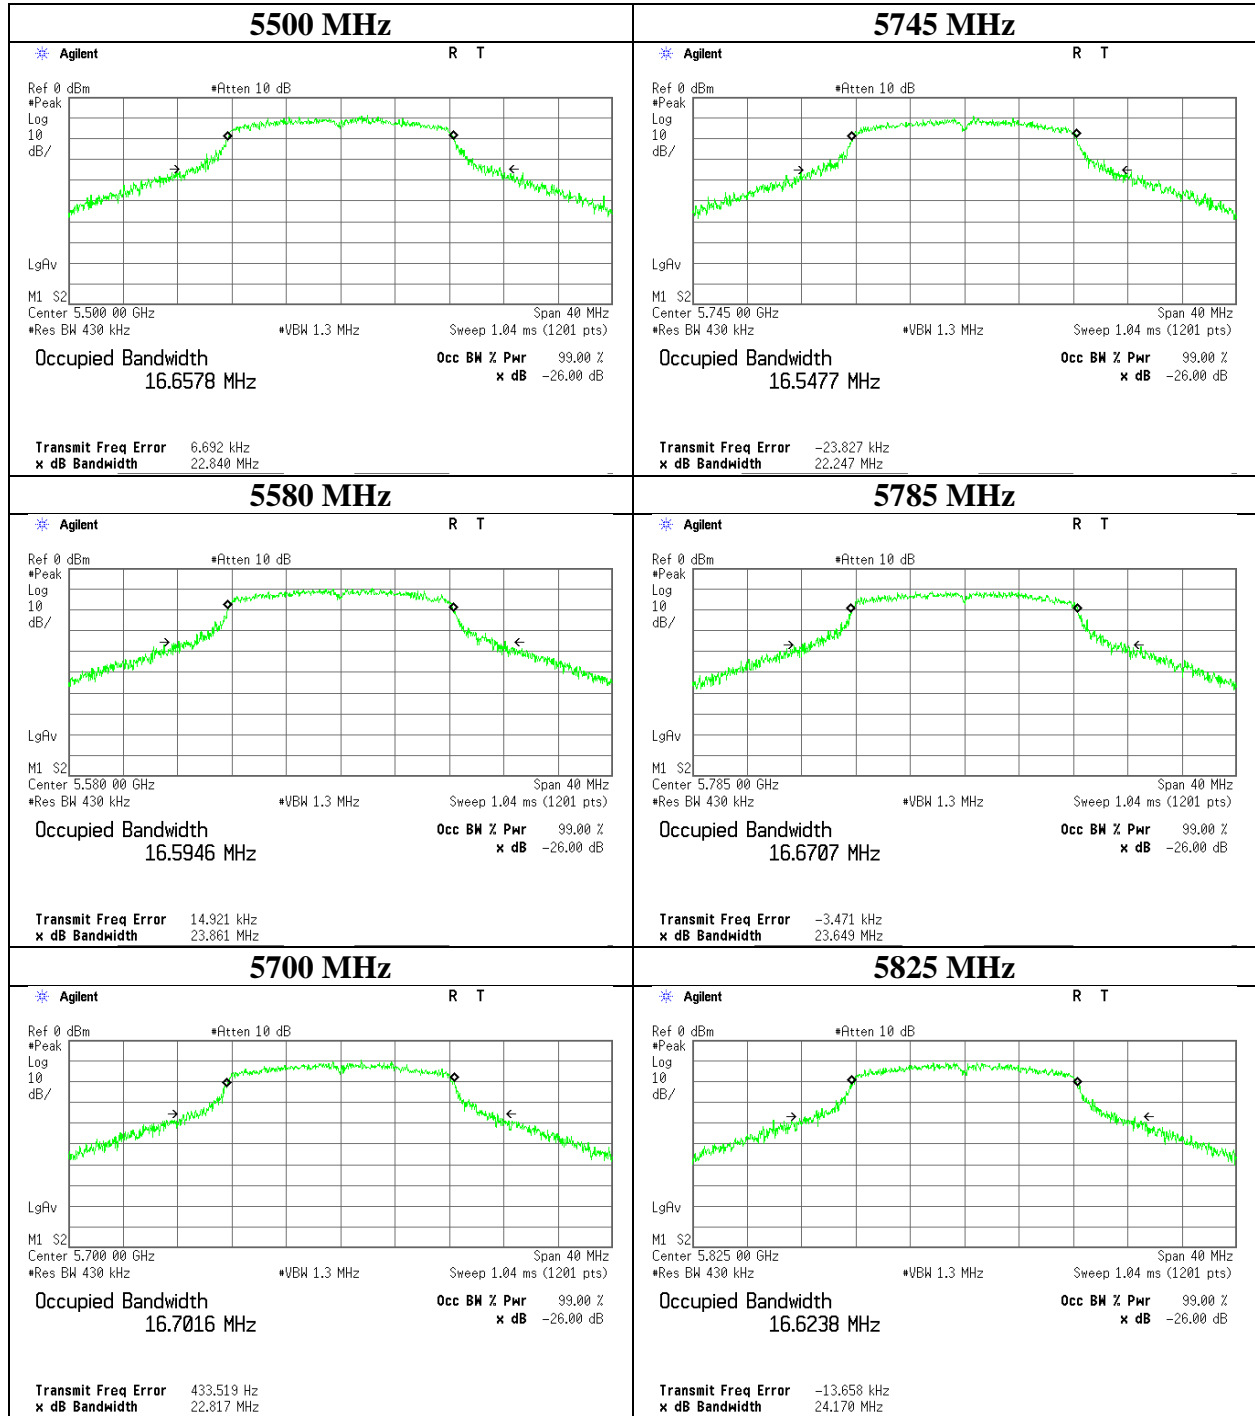 5500 MHz
Agilent R T
Ref 0 dBm #Atten 10 dB
#Peak
Log
10
dB/
LgAv
M1 S2
Center 5.500 00 GHz Span 40 MHz
#Res BW 430 kHz #VBW 1.3 MHz Sweep 1.04 ms (1201 pts)
Occupied Bandwidth Occ BW % Pwr 99.00 %
16.6578 MHz x dB -26.00 dB
Transmit Freq Error 6.692 kHz
x dB Bandwidth 22.840 MHz
5745 MHz
Agilent R T
Ref 0 dBm #Atten 10 dB
#Peak
Log
10
dB/
LgAv
M1 S2
Center 5.745 00 GHz Span 40 MHz
#Res BW 430 kHz #VBW 1.3 MHz Sweep 1.04 ms (1201 pts)
Occupied Bandwidth Occ BW % Pwr 99.00 %
16.5477 MHz x dB -26.00 dB
Transmit Freq Error -23.827 kHz
x dB Bandwidth 22.247 MHz
5580 MHz
Agilent R T
Ref 0 dBm #Atten 10 dB
#Peak
Log
10
dB/
LgAv
M1 S2
Center 5.580 00 GHz Span 40 MHz
#Res BW 430 kHz #VBW 1.3 MHz Sweep 1.04 ms (1201 pts)
Occupied Bandwidth Occ BW % Pwr 99.00 %
16.5946 MHz x dB -26.00 dB
Transmit Freq Error 14.921 kHz
x dB Bandwidth 23.861 MHz
5785 MHz
Agilent R T
Ref 0 dBm #Atten 10 dB
#Peak
Log
10
dB/
LgAv
M1 S2
Center 5.785 00 GHz Span 40 MHz
#Res BW 430 kHz #VBW 1.3 MHz Sweep 1.04 ms (1201 pts)
Occupied Bandwidth Occ BW % Pwr 99.00 %
16.6707 MHz x dB -26.00 dB
Transmit Freq Error -3.471 kHz
x dB Bandwidth 23.649 MHz
5700 MHz
Agilent R T
Ref 0 dBm #Atten 10 dB
#Peak
Log
10
dB/
LgAv
M1 S2
Center 5.700 00 GHz Span 40 MHz
#Res BW 430 kHz #VBW 1.3 MHz Sweep 1.04 ms (1201 pts)
Occupied Bandwidth Occ BW % Pwr 99.00 %
16.7016 MHz x dB -26.00 dB
Transmit Freq Error 433.519 Hz
x dB Bandwidth 22.817 MHz
5825 MHz
Agilent R T
Ref 0 dBm #Atten 10 dB
#Peak
Log
10
dB/
LgAv
M1 S2
Center 5.825 00 GHz Span 40 MHz
#Res BW 430 kHz #VBW 1.3 MHz Sweep 1.04 ms (1201 pts)
Occupied Bandwidth Occ BW % Pwr 99.00 %
16.6238 MHz x dB -26.00 dB
Transmit Freq Error -13.658 kHz
x dB Bandwidth 24.170 MHz